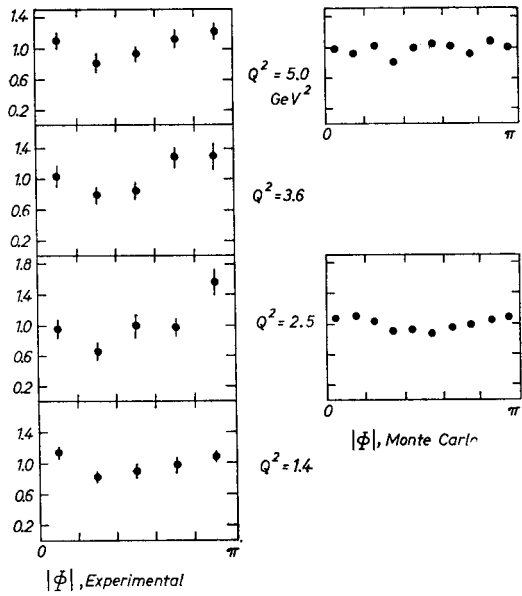 1.4
1.0
0.6
0.2
Q² = 5.0
GeV²
0
π
1.4
1.0
0.6
0.2
Q² = 3.6
1.8
1.4
1.0
0.6
0.2
Q² = 2.5
0
π
|Φ|, Monte Carlo
1.4
1.0
0.6
0.2
Q² = 1.4
0
π
|Φ|, Experimental